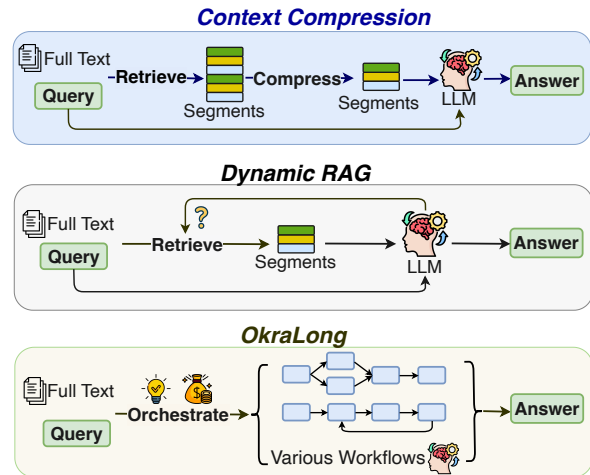 Context Compression
Full Text
Query
Retrieve
Segments
Compress
Segments
LLM
Answer
Dynamic RAG
Full Text
Query
?
Retrieve
Segments
LLM
Answer
OkraLong
Full Text
Query
Orchestrate
Various Workflows
Answer